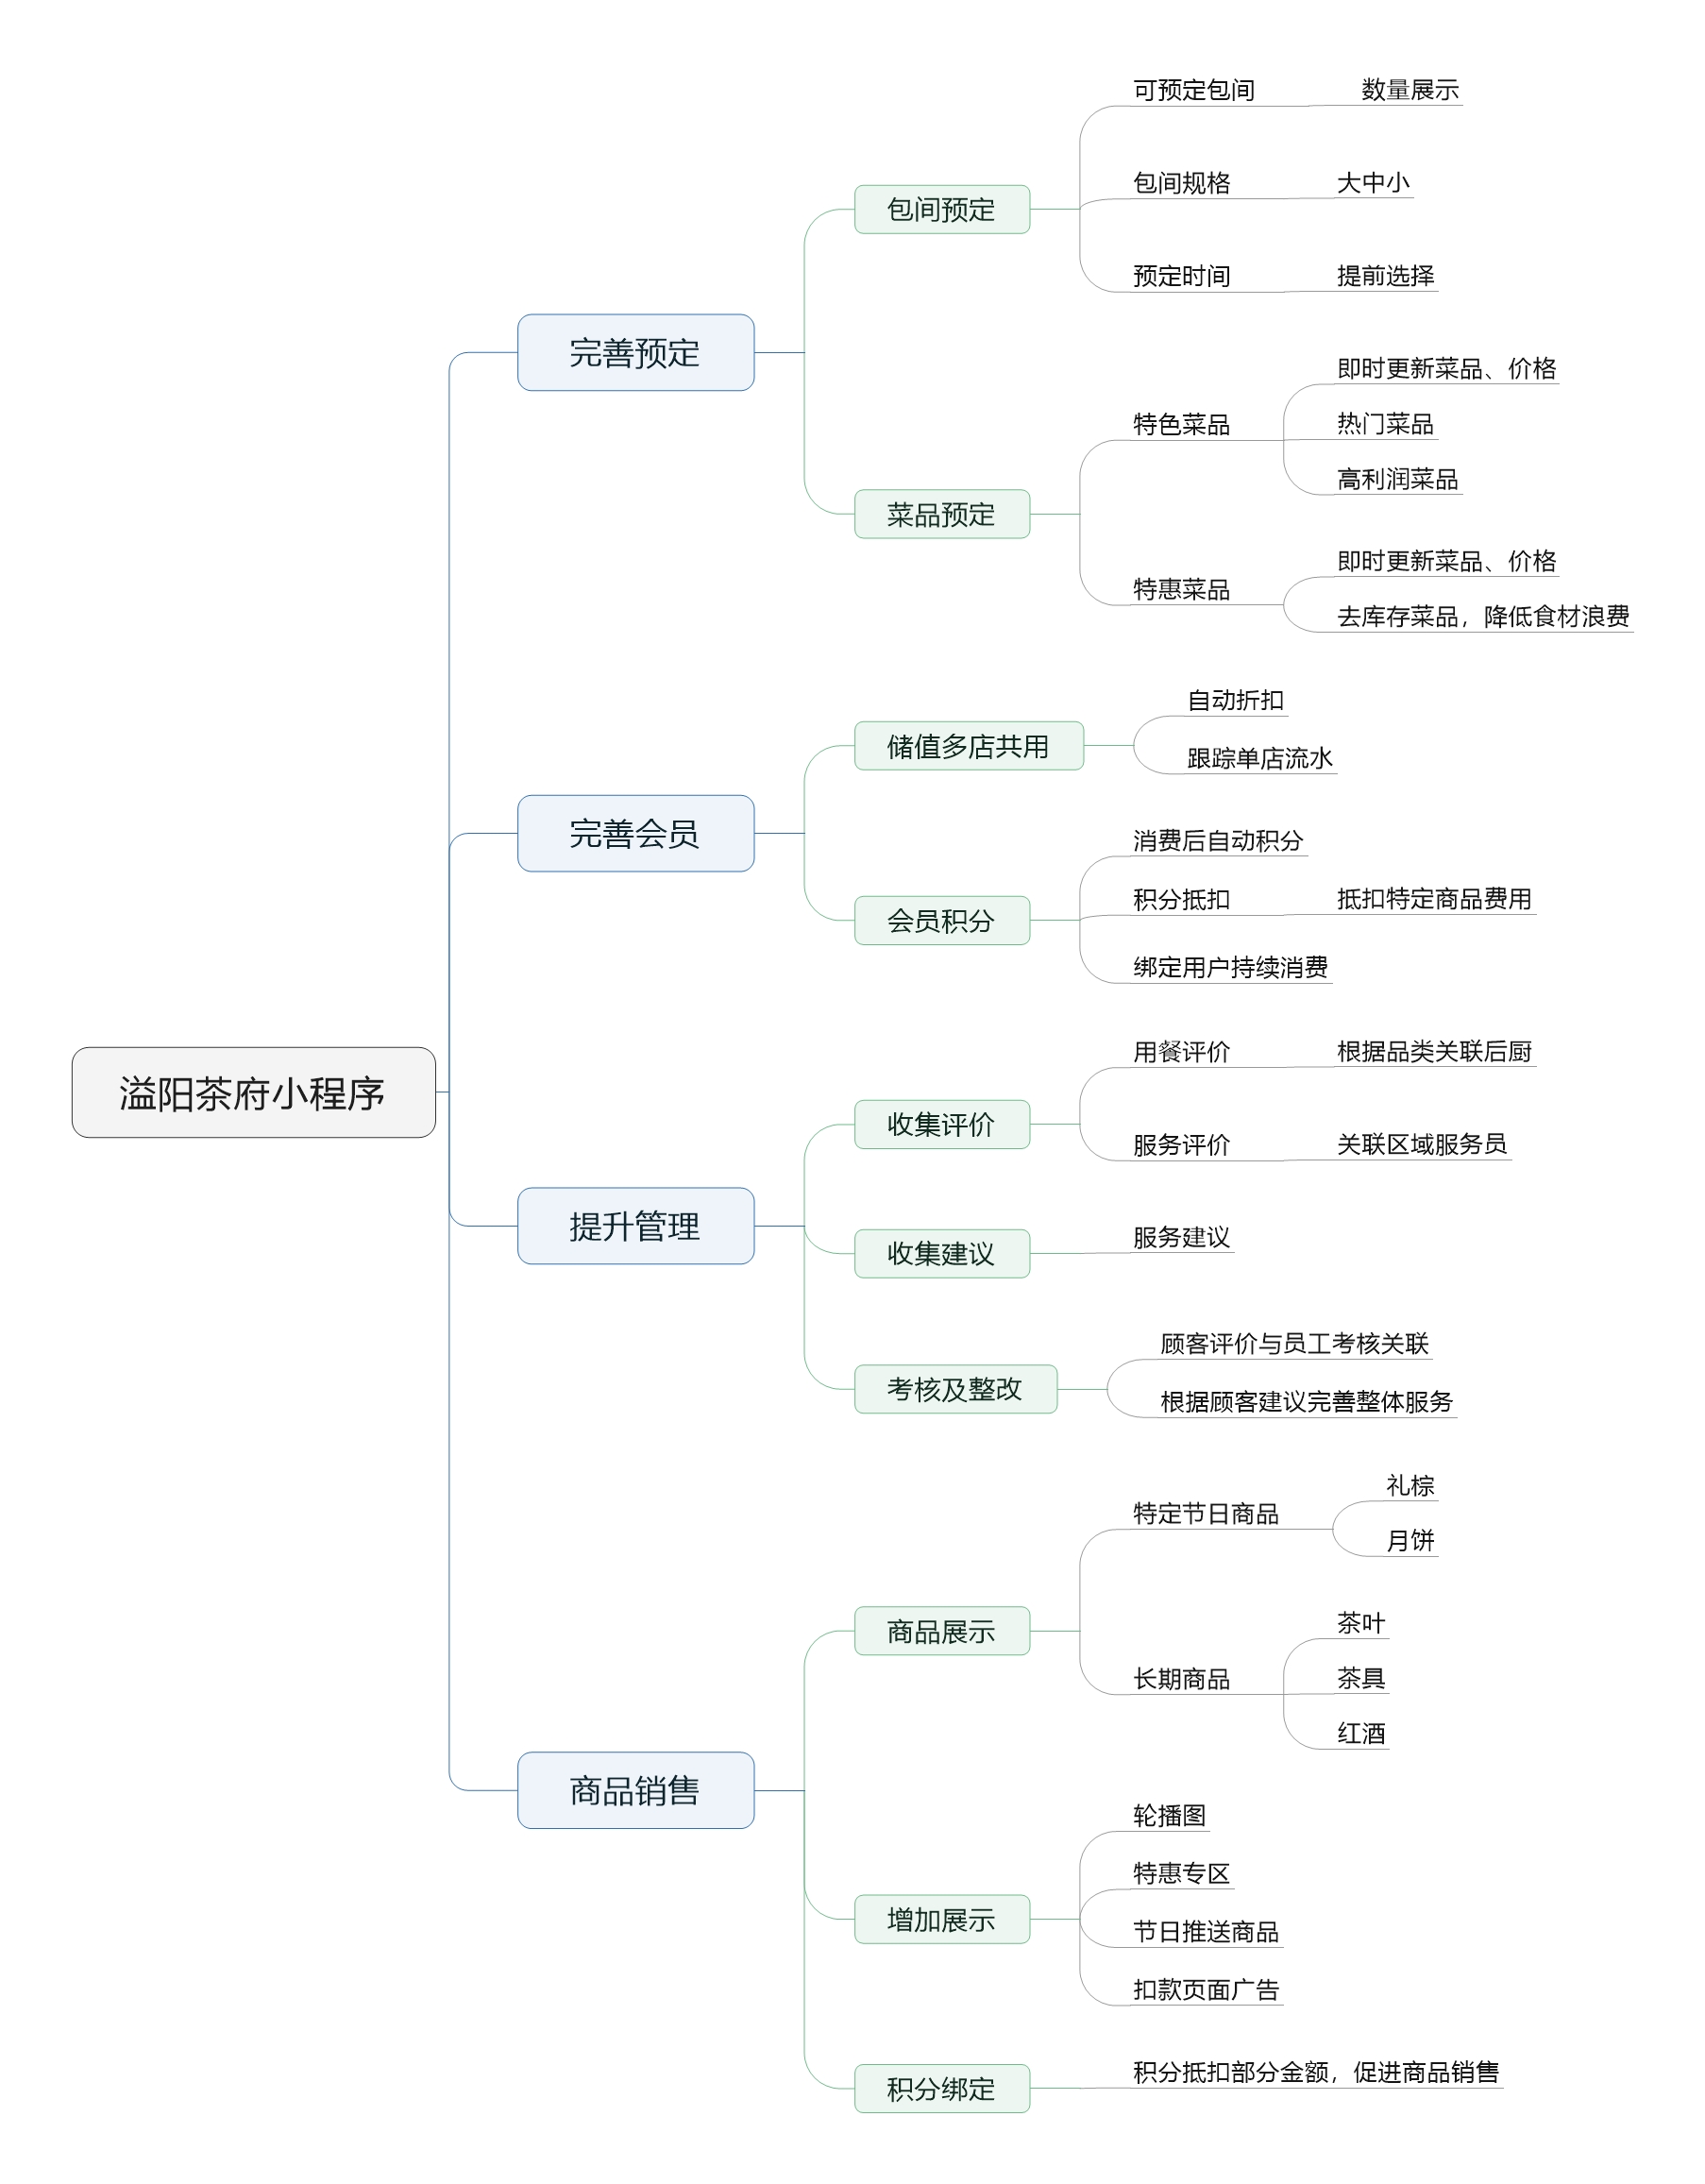 溢阳茶府小程序
完善预定
包间预定
可预定包间
数量展示
包间规格
大中小
预定时间
提前选择
菜品预定
特色菜品
即时更新菜品、价格
热门菜品
高利润菜品
特惠菜品
即时更新菜品、价格
去库存菜品，降低食材浪费
完善会员
储值多店共用
自动折扣
跟踪单店流水
会员积分
消费后自动积分
积分抵扣
抵扣特定商品费用
绑定用户持续消费
提升管理
收集评价
用餐评价
根据品类关联后厨
服务评价
关联区域服务员
收集建议
服务建议
考核及整改
顾客评价与员工考核关联
根据顾客建议完善整体服务
商品销售
商品展示
特定节日商品
礼棕
月饼
长期商品
茶叶
茶具
红酒
增加展示
轮播图
特惠专区
节日推送商品
扣款页面广告
积分绑定
积分抵扣部分金额，促进商品销售